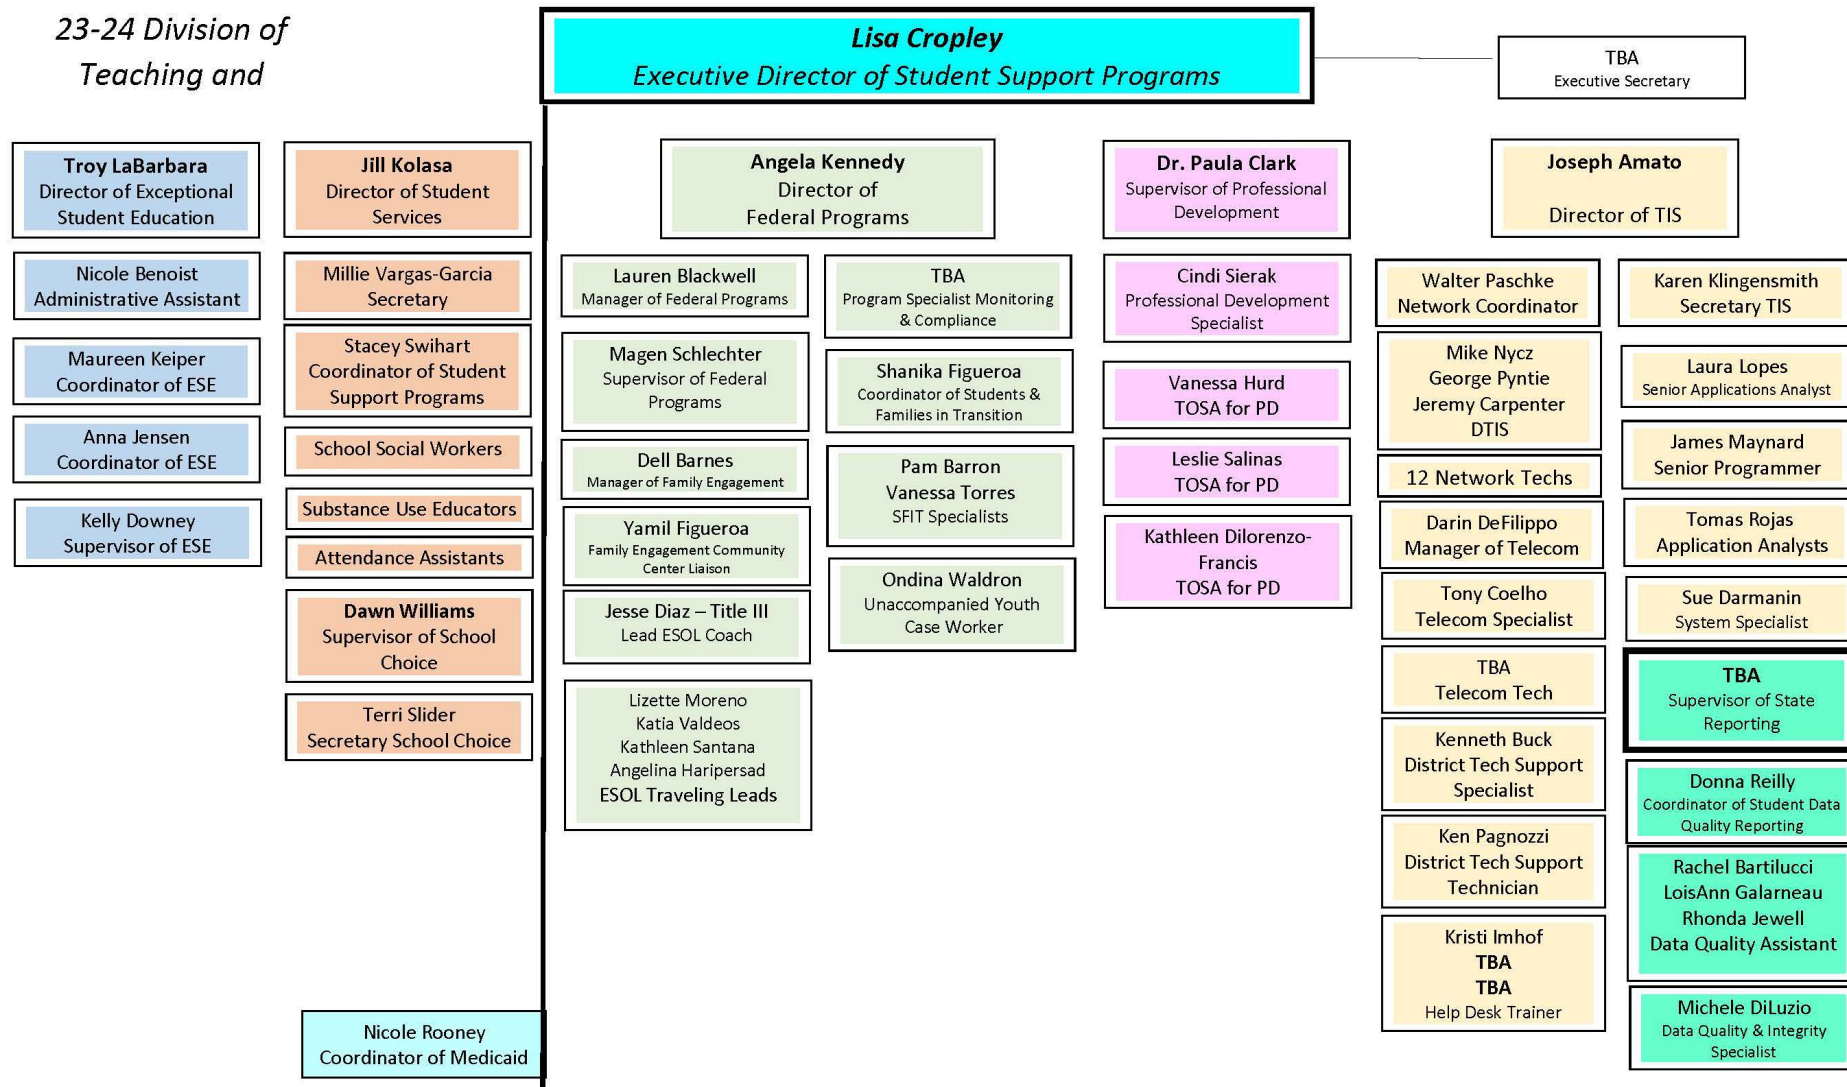 23-24 Division of
Teaching and
Lisa Cropley
Executive Director of Student Support Programs
TBA
Executive Secretary
Troy LaBarbara
Director of Exceptional
Student Education
Nicole Benoist
Administrative Assistant
Maureen Keiper
Coordinator of ESE
Anna Jensen
Coordinator of ESE
Kelly Downey
Supervisor of ESE
Jill Kolasa
Director of Student
Services
Millie Vargas-Garcia
Secretary
Stacey Swihart
Coordinator of Student
Support Programs
School Social Workers
Substance Use Educators
Attendance Assistants
Dawn Williams
Supervisor of School
Choice
Terri Slider
Secretary School Choice
Nicole Rooney
Coordinator of Medicaid
Angela Kennedy
Director of
Federal Programs
Lauren Blackwell
Manager of Federal Programs
Magen Schlechter
Supervisor of Federal
Programs
Dell Barnes
Manager of Family Engagement
Yamil Figueroa
Family Engagement Community
Center Liaison
Jesse Diaz – Title III
Lead ESOL Coach
Lizette Moreno
Katia Valdeos
Kathleen Santana
Angelina Haripersad
ESOL Traveling Leads
TBA
Program Specialist Monitoring
& Compliance
Shanika Figueroa
Coordinator of Students &
Families in Transition
Pam Barron
Vanessa Torres
SFIT Specialists
Ondina Waldron
Unaccompanied Youth
Case Worker
Dr. Paula Clark
Supervisor of Professional
Development
Cindi Sierak
Professional Development
Specialist
Vanessa Hurd
TOSA for PD
Leslie Salinas
TOSA for PD
Kathleen Dilorenzo-
Francis
TOSA for PD
Joseph Amato
Director of TIS
Walter Paschke
Network Coordinator
Mike Nycz
George Pyntie
Jeremy Carpenter
DTIS
12 Network Techs
Darin DeFilippo
Manager of Telecom
Tony Coelho
Telecom Specialist
TBA
Telecom Tech
Kenneth Buck
District Tech Support
Specialist
Ken Pagnozzi
District Tech Support
Technician
Kristi Imhof
TBA
TBA
Help Desk Trainer
Karen Klingensmith
Secretary TIS
Laura Lopes
Senior Applications Analyst
James Maynard
Senior Programmer
Tomas Rojas
Application Analysts
Sue Darmanin
System Specialist
TBA
Supervisor of State
Reporting
Donna Reilly
Coordinator of Student Data
Quality Reporting
Rachel Bartilucci
LoisAnn Galarneau
Rhonda Jewell
Data Quality Assistant
Michele DiLuzio
Data Quality & Integrity
Specialist